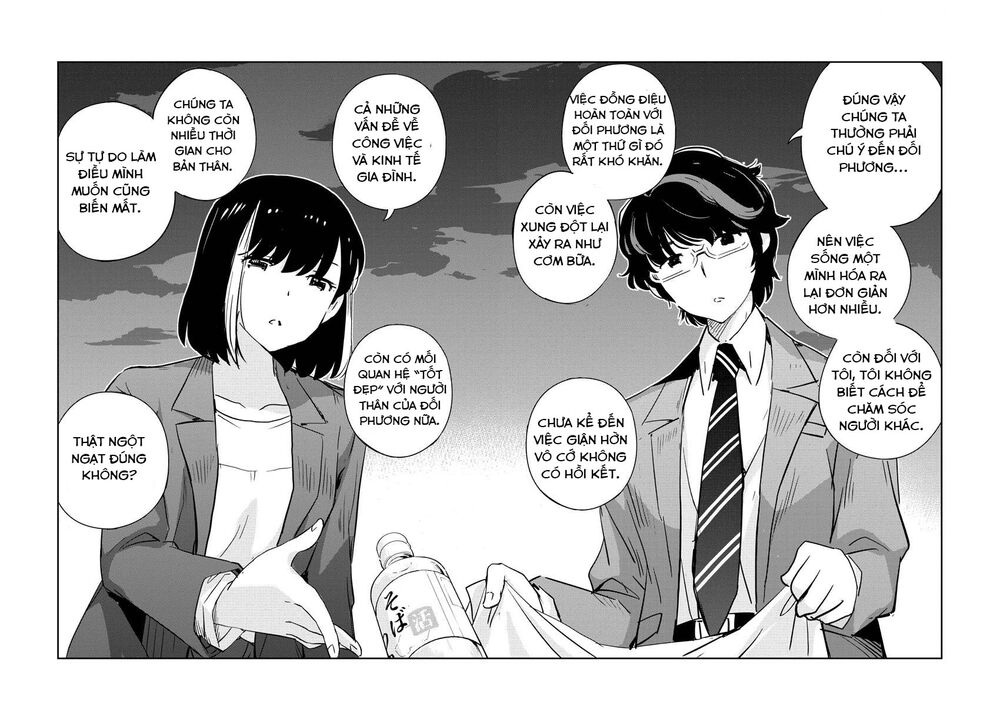 ĐÚNG VẬY
CHÚNG TA
THƯỜNG PHẢI
CHÚ Ý ĐẾN ĐỐI
PHƯƠNG...
NÊN VIỆC
SỐNG MỘT
MÌNH HÓA RA
LẠI ĐƠN GIẢN
HƠN NHIỀU.
CÒN ĐỐI VỚI
TÔI, TÔI KHÔNG
BIẾT CÁCH ĐỂ
CHĂM SÓC
NGƯỜI KHÁC.
VIỆC ĐỒNG ĐIỆU
HOÀN TOÀN VỚI
ĐỐI PHƯƠNG LÀ
MỘT THỨ GÌ ĐÓ
RẤT KHÓ KHĂN.
CÒN VIỆC
XUNG ĐỘT LẠI
XẢY RA NHƯ
CƠM BỮA.
CHƯA KỂ ĐẾN
VIỆC GIẬN HỜN
VÔ CỚ KHÔNG
CÓ HỒI KẾT.
CẢ NHỮNG
VẤN ĐỀ VỀ
CÔNG VIỆC
VÀ KINH TẾ
GIA ĐÌNH.
CÒN CÓ MỐI
QUAN HỆ "TỐT
ĐẸP" VỚI NGƯỜI
THÂN CỦA ĐỐI
PHƯƠNG NỮA.
CHÚNG TA
KHÔNG CÒN
NHIỀU THỜI
GIAN CHO
BẢN THÂN.
SỰ TỰ DO LÀM
ĐIỀU MÌNH
MUỐN CŨNG
BIẾN MẤT.
THẬT NGỘT
NGẠT ĐÚNG
KHÔNG?
そば